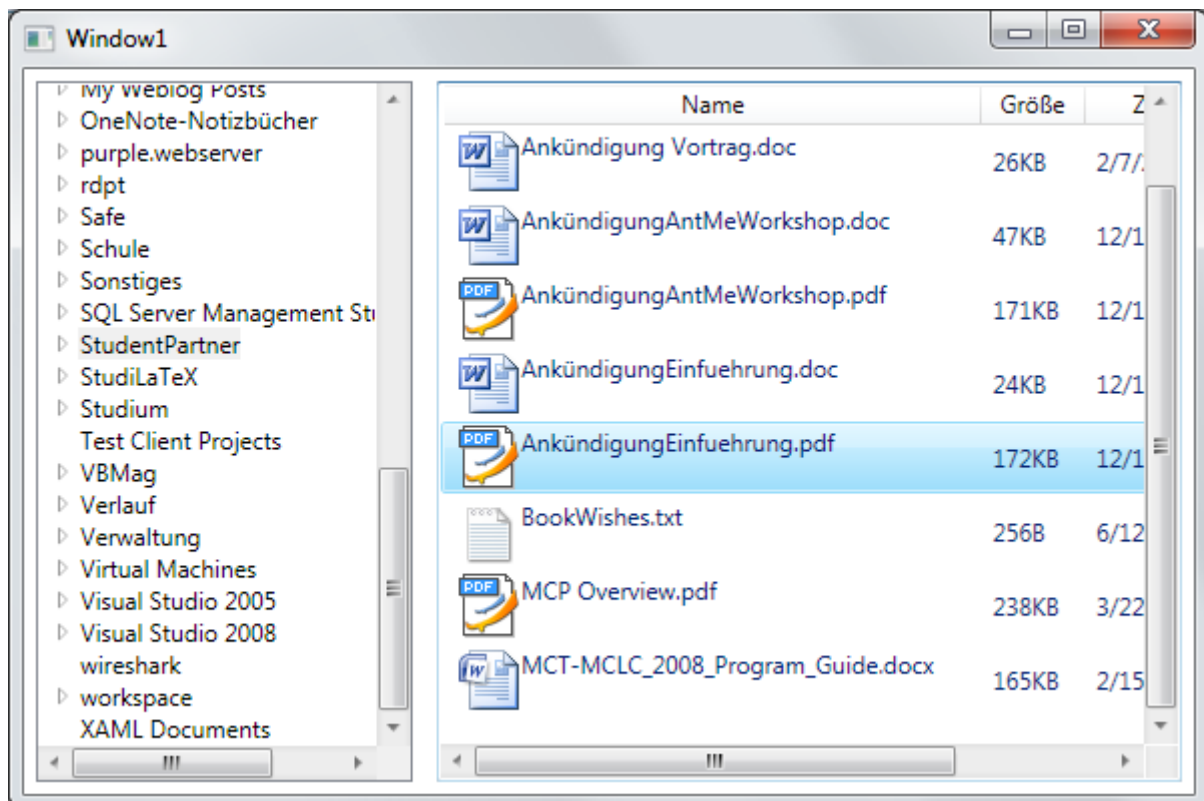 Window1
My Weblog Posts
OneNote-Notizbücher
purple.webserver
rdpt
Safe
Schule
Sonstiges
SQL Server Management
StudentPartner
StudiLaTeX
Studium
Test Client Projects
VBMag
Verlauf
Verwaltung
Virtual Machines
Visual Studio 2005
Visual Studio 2008
wireshark
workspace
XAML Documents
Name Größe Z
Ankündigung Vortrag.doc 26KB 2/7/
AnkündigungAntMeWorkshop.doc 47KB 12/1
PDF AnkündigungAntMeWorkshop.pdf 171KB 12/1
AnkündigungEinfuehrung.doc 24KB 12/1
PDF AnkündigungEinfuehrung.pdf 172KB 12/1
BookWishes.txt 256B 6/12
PDF MCP Overview.pdf 238KB 3/22
MCT-MCLC_2008_Program_Guide.docx 165KB 2/15